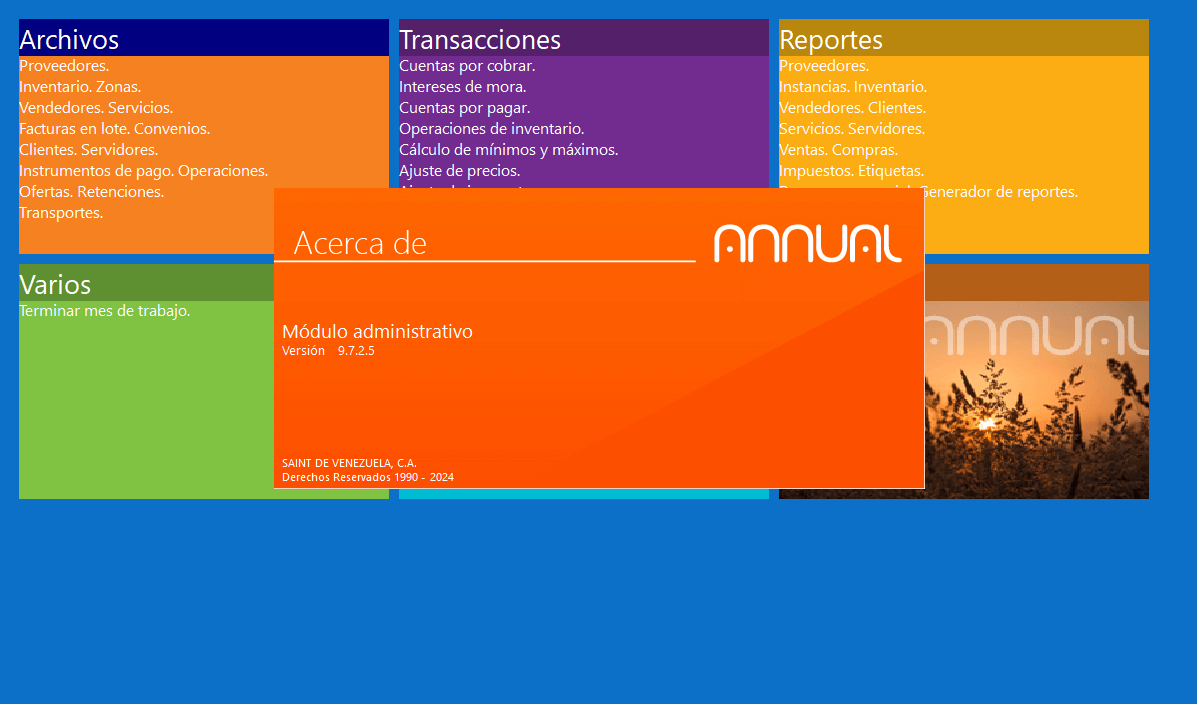 Archivos
Proveedores.
Inventario. Zonas.
Vendedores. Servicios.
Facturas en lote. Convenios.
Clientes. Servidores.
Instrumentos de pago. Operaciones.
Ofertas. Retenciones.
Transportes.
Transacciones
Cuentas por cobrar.
Intereses de mora.
Cuentas por pagar.
Operaciones de inventario.
Cálculo de mínimos y máximos.
Ajuste de precios.
Reportes
Proveedores.
Instancias. Inventario.
Vendedores. Clientes.
Servicios. Servidores.
Ventas. Compras.
Impuestos. Etiquetas.
Generador de reportes.
Varios
Terminar mes de trabajo.
Acerca de
ANNUAL
Módulo administrativo
Versión 9.7.2.5
SAINT DE VENEZUELA, C.A.
Derechos Reservados 1990 - 2024
ANNUAL